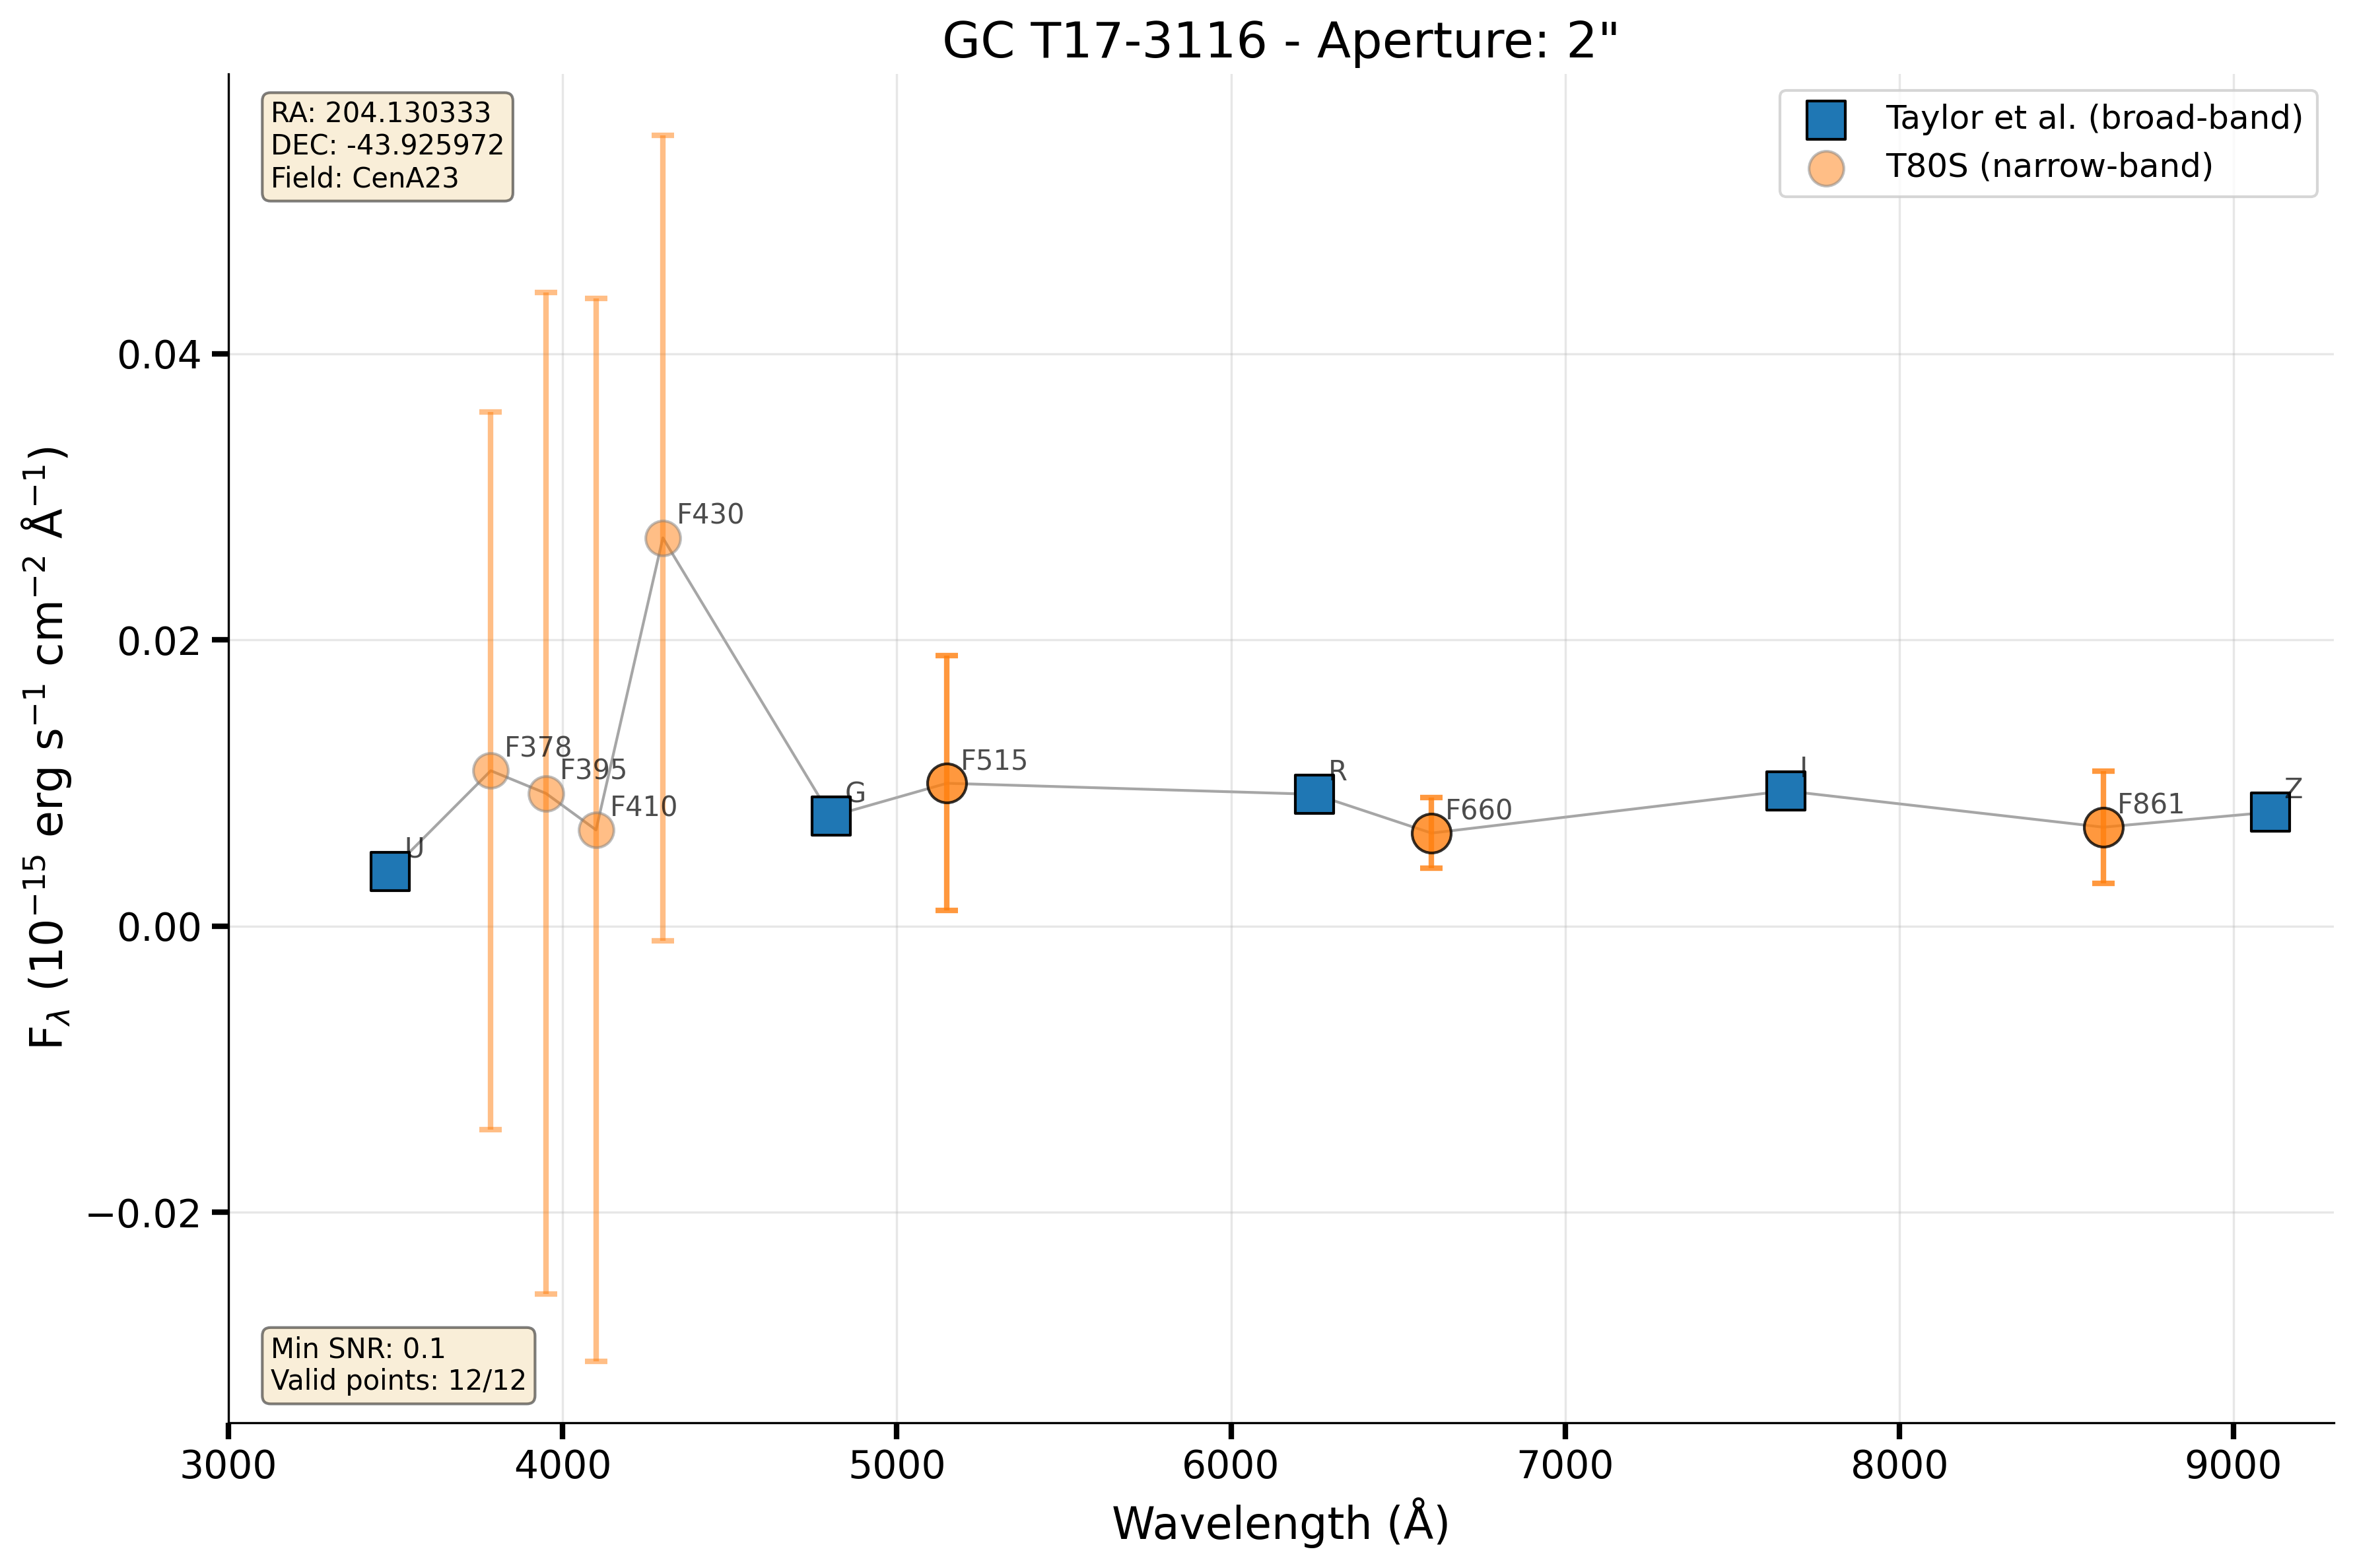 GC T17-3116 - Aperture: 2"
RA: 204.130333
DEC: -43.925972
Field: CenA23
Taylor et al. (broad-band)
T80S (narrow-band)
F_λ (10⁻¹⁵ erg s⁻¹ cm⁻² Å⁻¹)
0.04
0.02
0.00
−0.02
U
F378
F395
F410
F430
G
F515
R
F660
I
F861
Z
Min SNR: 0.1
Valid points: 12/12
3000 4000 5000 6000 7000 8000 9000
Wavelength (Å)